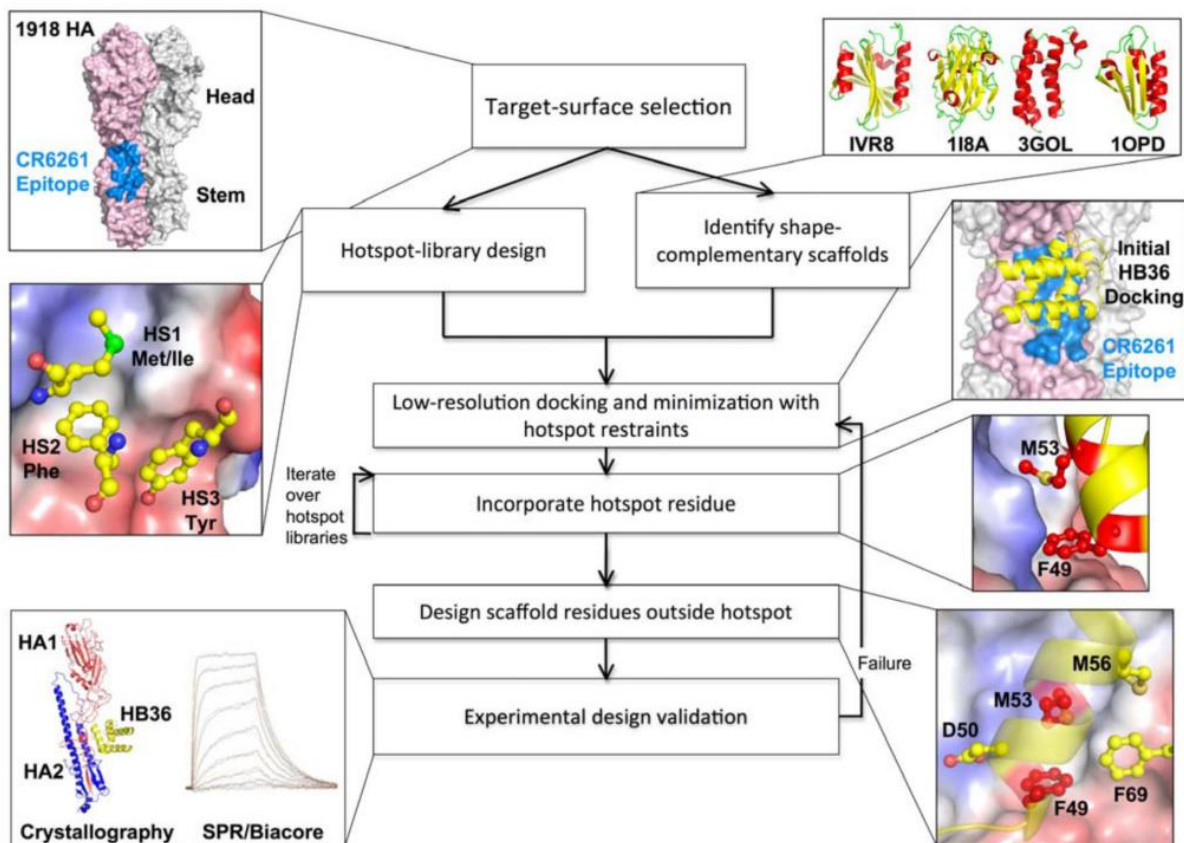 1918 HA
Head
CR6261
Epitope
Stem
Target-surface selection
IVR8
1I8A
3GOL
1OPD
Hotspot-library design
Identify shape-
complementary scaffolds
Initial
HB36
Docking
CR6261
Epitope
HS1
Met/Ile
HS2
Phe
HS3
Tyr
Low-resolution docking and minimization with
hotspot restraints
Iterate
over
hotspot
libraries
Incorporate hotspot residue
M53
F49
Design scaffold residues outside hotspot
Failure
Experimental design validation
HA1
HB36
HA2
Crystallography
SPR/Biacore
M56
M53
D50
F49
F69